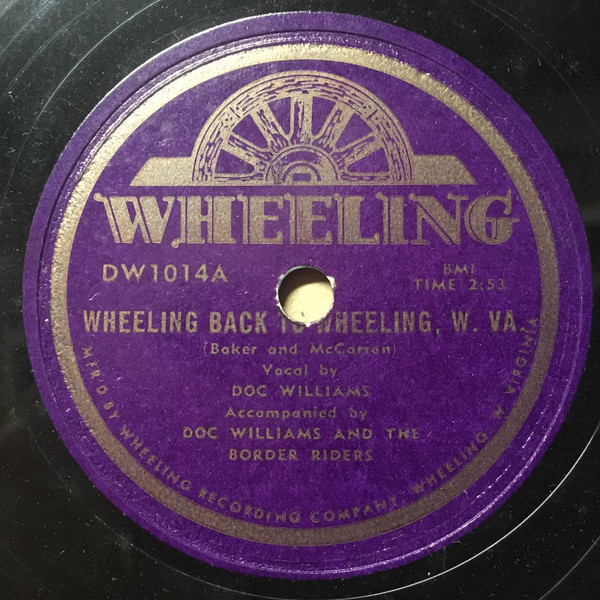 WHEELING
DW1014A
BMI
TIME 2:53
WHEELING BACK TO WHEELING, W. VA.
(Baker and McCarren)
Vocal by
DOC WILLIAMS
Accompanied by
DOC WILLIAMS AND THE
BORDER RIDERS
MFR'D BY WHEELING RECORDING COMPANY, WHEELING, W. VIRGINIA